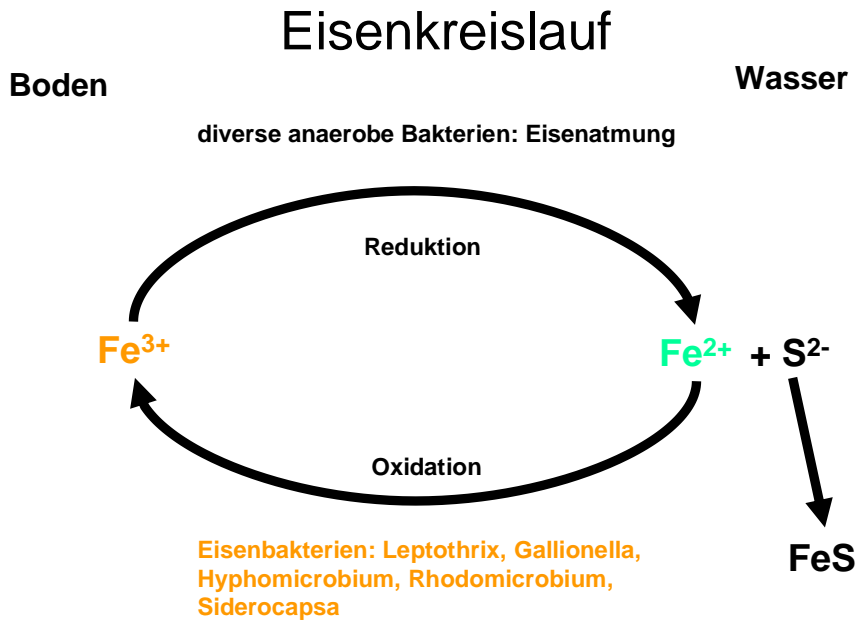 Eisenkreislauf
Boden
Wasser
diverse anaerobe Bakterien: Eisenatmung
Reduktion
Fe³⁺
Fe²⁺ + S²⁻
Oxidation
Eisenbakterien: Leptothrix, Gallionella,
Hyphomicrobium, Rhodomicrobium,
Siderocapsa
FeS